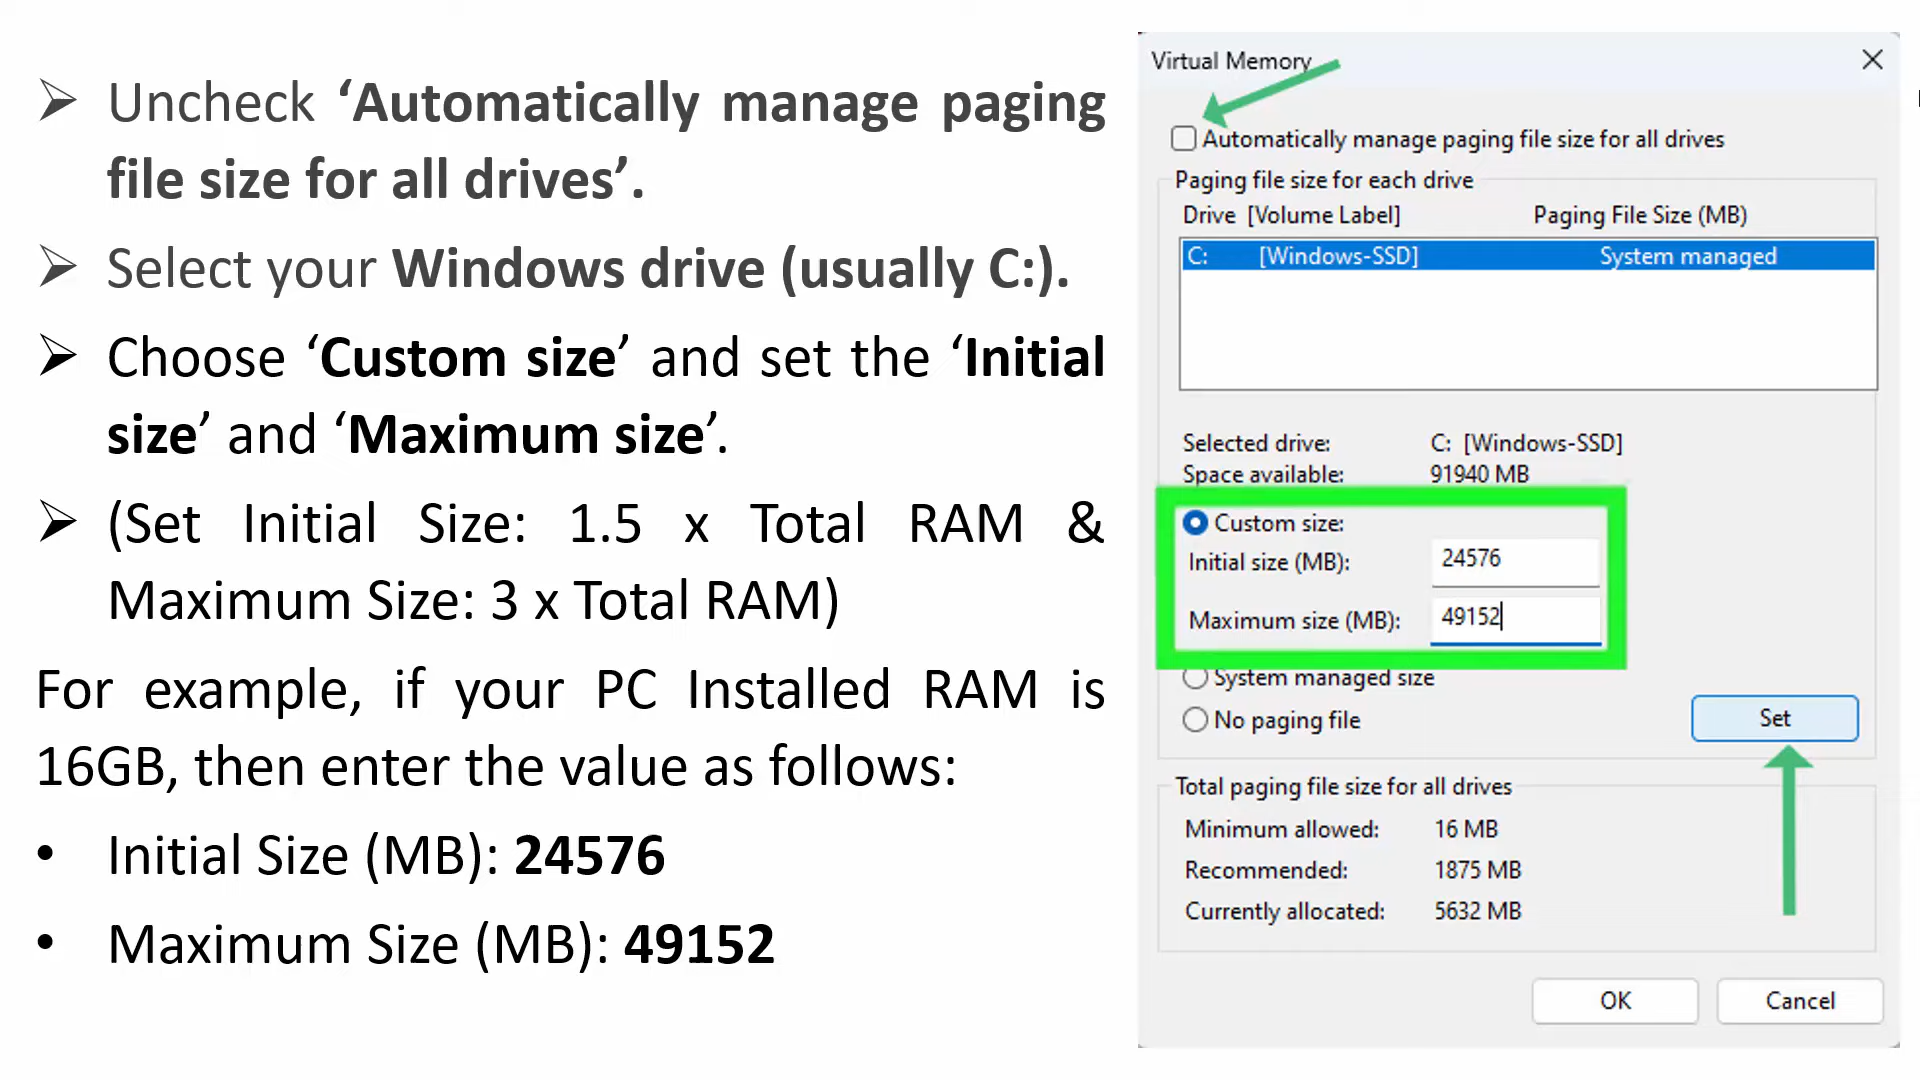 ➢ Uncheck ‘Automatically manage paging
file size for all drives’.
➢ Select your Windows drive (usually C:).
➢ Choose ‘Custom size’ and set the ‘Initial
size’ and ‘Maximum size’.
➢ (Set Initial Size: 1.5 x Total RAM &
Maximum Size: 3 x Total RAM)
For example, if your PC Installed RAM is
16GB, then enter the value as follows:
• Initial Size (MB): 24576
• Maximum Size (MB): 49152
Virtual Memory
Automatically manage paging file size for all drives
Paging file size for each drive
Drive [Volume Label] Paging File Size (MB)
C: [Windows-SSD] System managed
Selected drive: C: [Windows-SSD]
Space available: 91940 MB
Custom size:
Initial size (MB): 24576
Maximum size (MB): 49152
System managed size
No paging file
Set
Total paging file size for all drives
Minimum allowed: 16 MB
Recommended: 1875 MB
Currently allocated: 5632 MB
OK Cancel